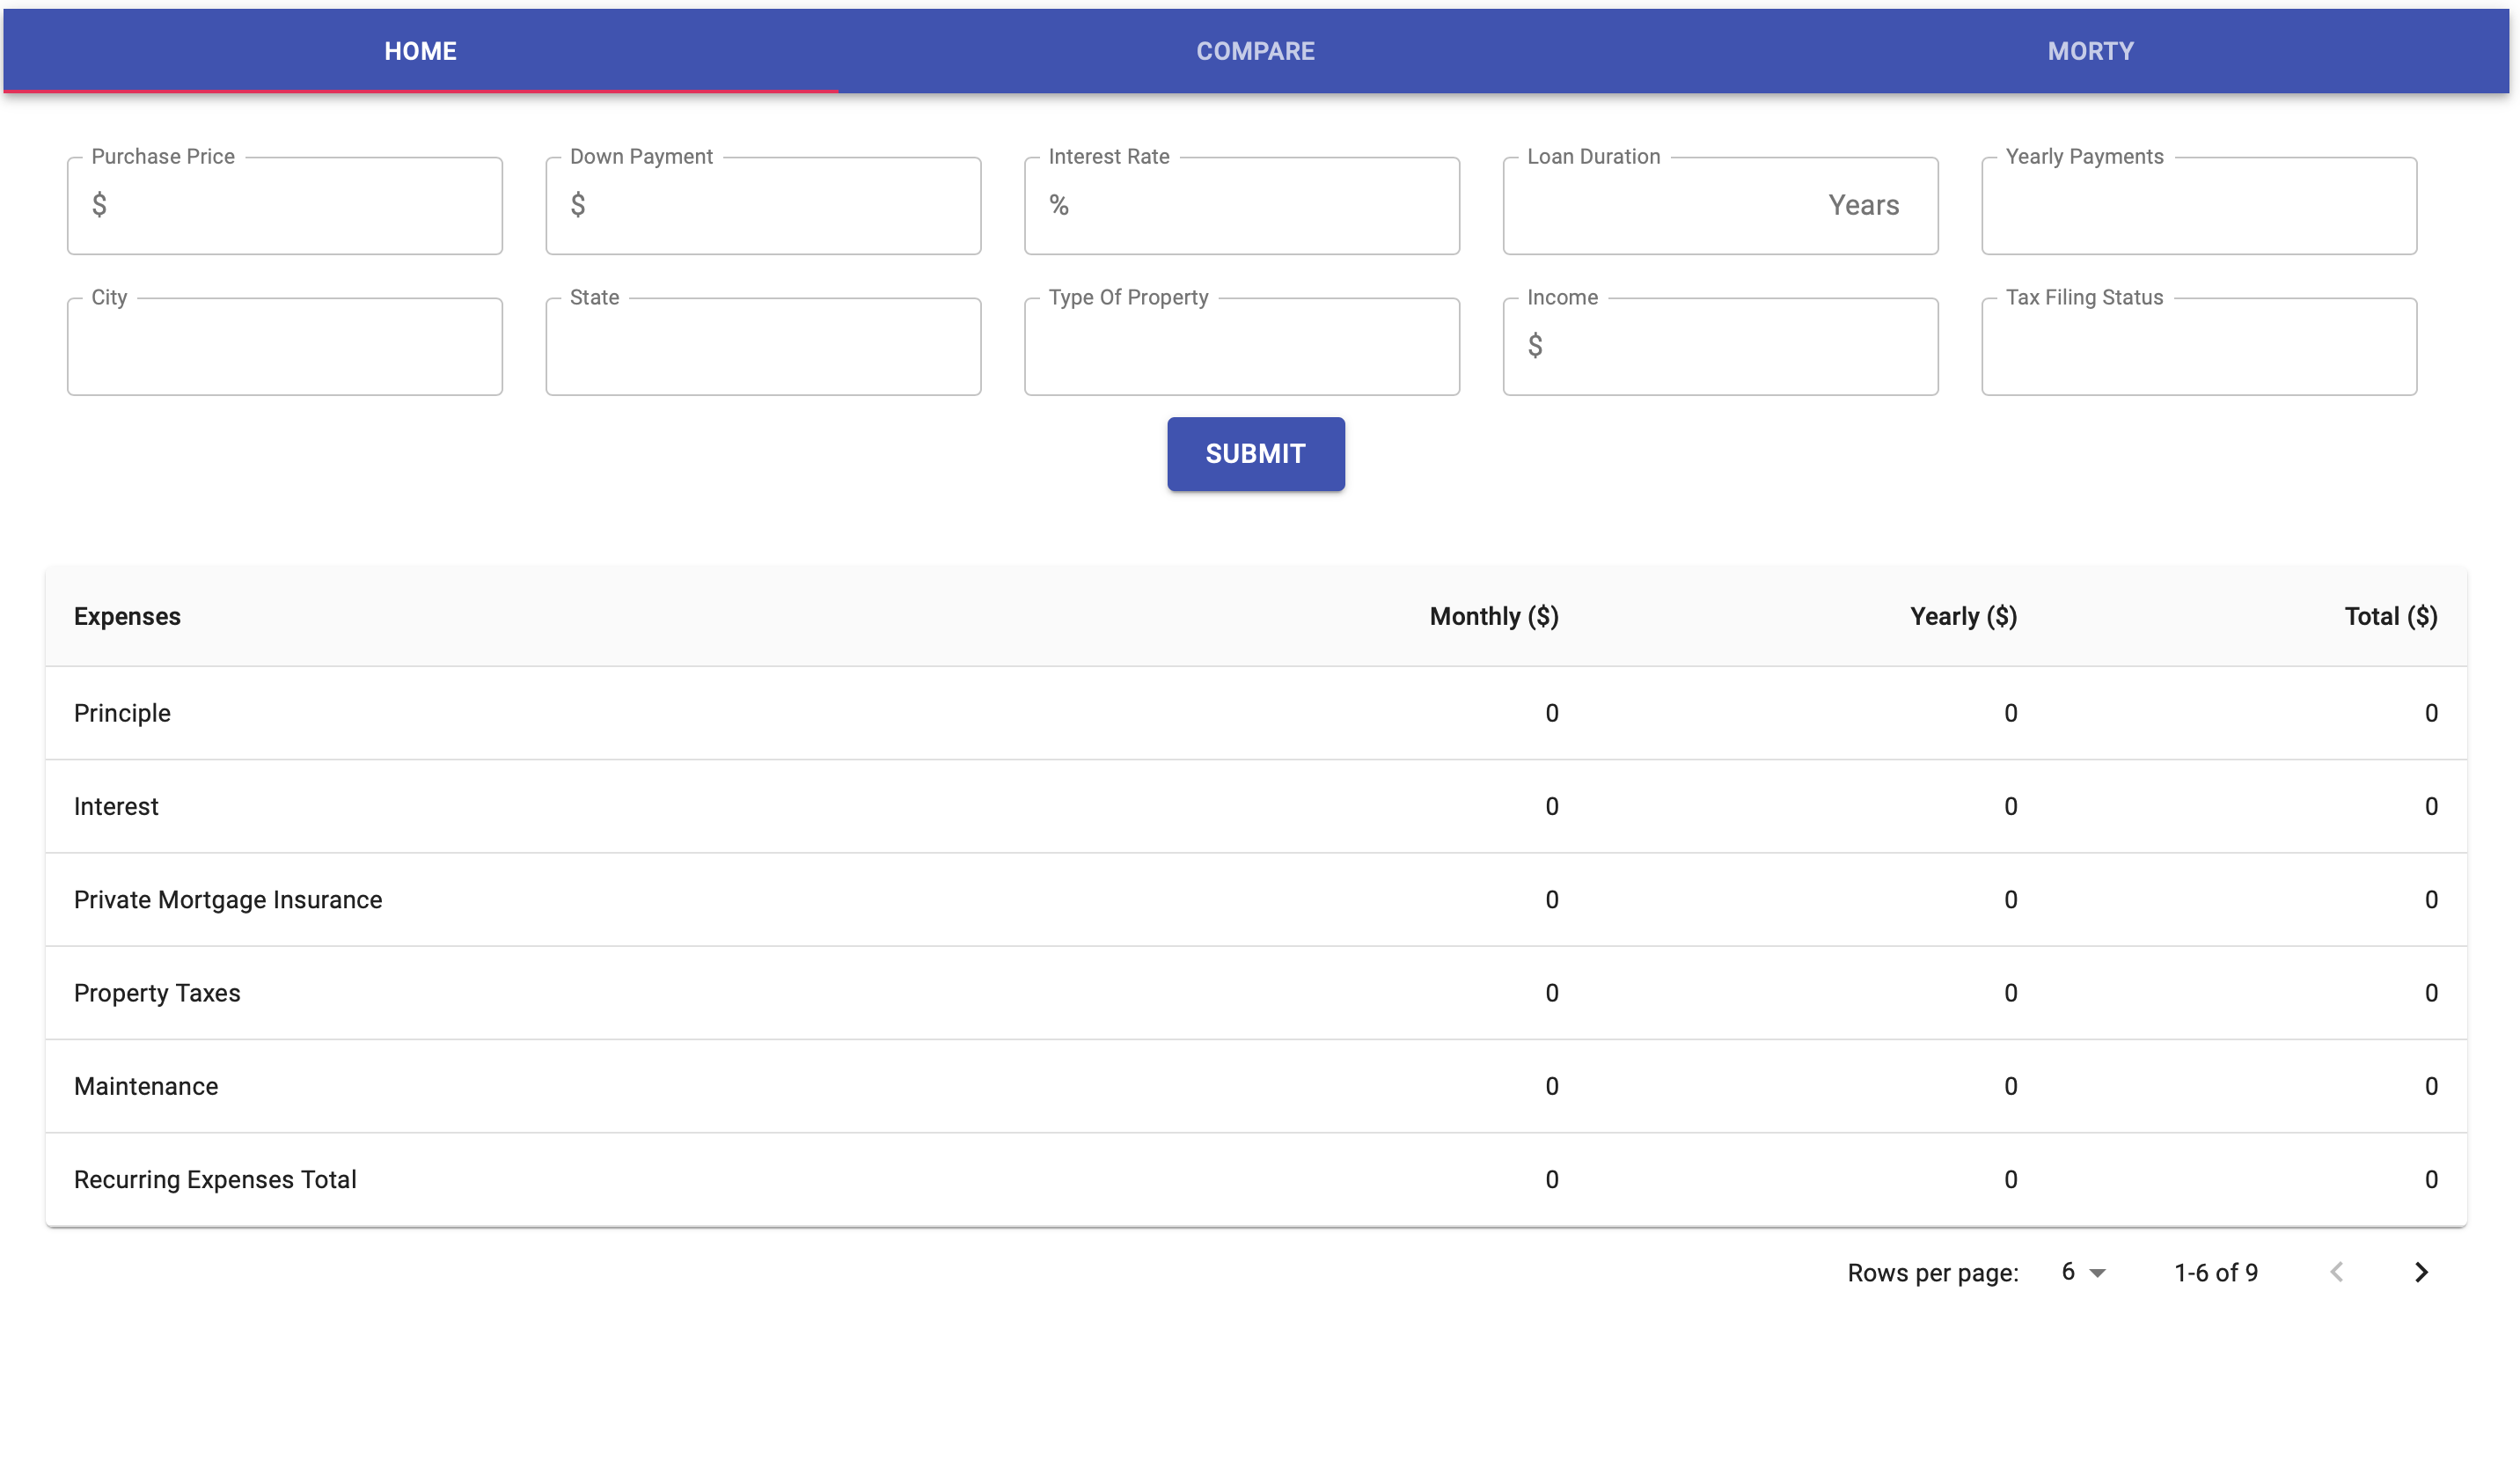 HOME COMPARE MORTY
Purchase Price Down Payment Interest Rate Loan Duration Yearly Payments
$ $ % Years
City State Type Of Property Income Tax Filing Status
$
SUBMIT
Expenses Monthly ($) Yearly ($) Total ($)
Principle 0 0 0
Interest 0 0 0
Private Mortgage Insurance 0 0 0
Property Taxes 0 0 0
Maintenance 0 0 0
Recurring Expenses Total 0 0 0
Rows per page: 6 1-6 of 9